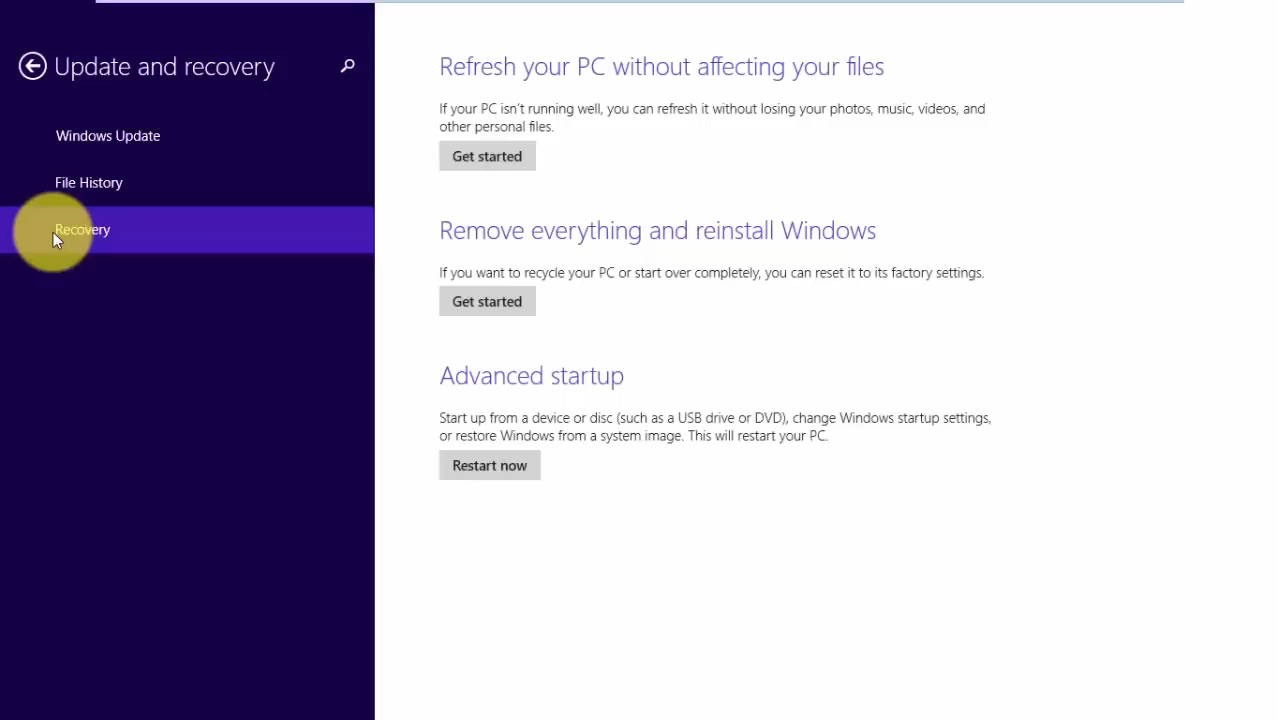 Update and recovery
Windows Update
File History
Recovery
Refresh your PC without affecting your files
If your PC isn't running well, you can refresh it without losing your photos, music, videos, and
other personal files.
Get started
Remove everything and reinstall Windows
If you want to recycle your PC or start over completely, you can reset it to its factory settings.
Get started
Advanced startup
Start up from a device or disc (such as a USB drive or DVD), change Windows startup settings,
or restore Windows from a system image. This will restart your PC.
Restart now